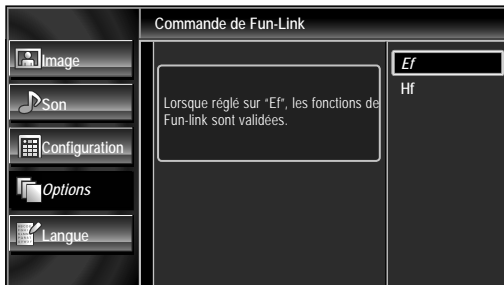 Commande de Fun-Link
Image
Son
Configuration
Options
Langue
Lorsque réglé sur “Ef”, les fonctions de
Fun-link sont validées.
Ef
Hf